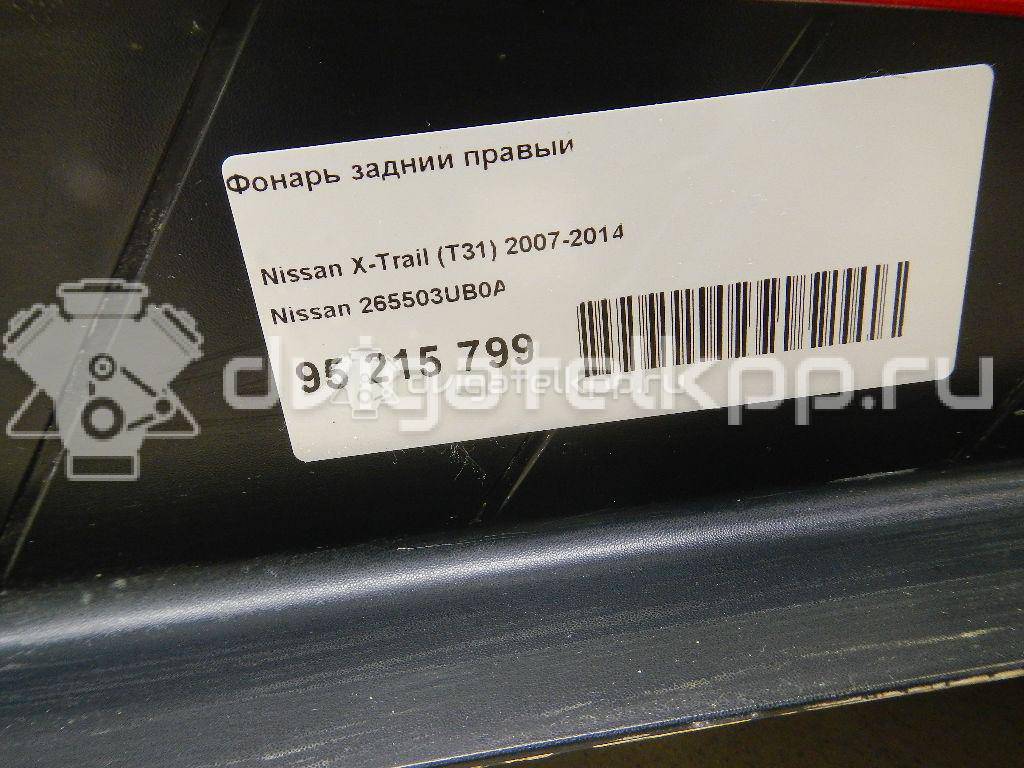 Фонарь задний правый
Nissan X-Trail (T31) 2007-2014
Nissan 265503UB0A
95 215 799
dvigatelkpp.ru